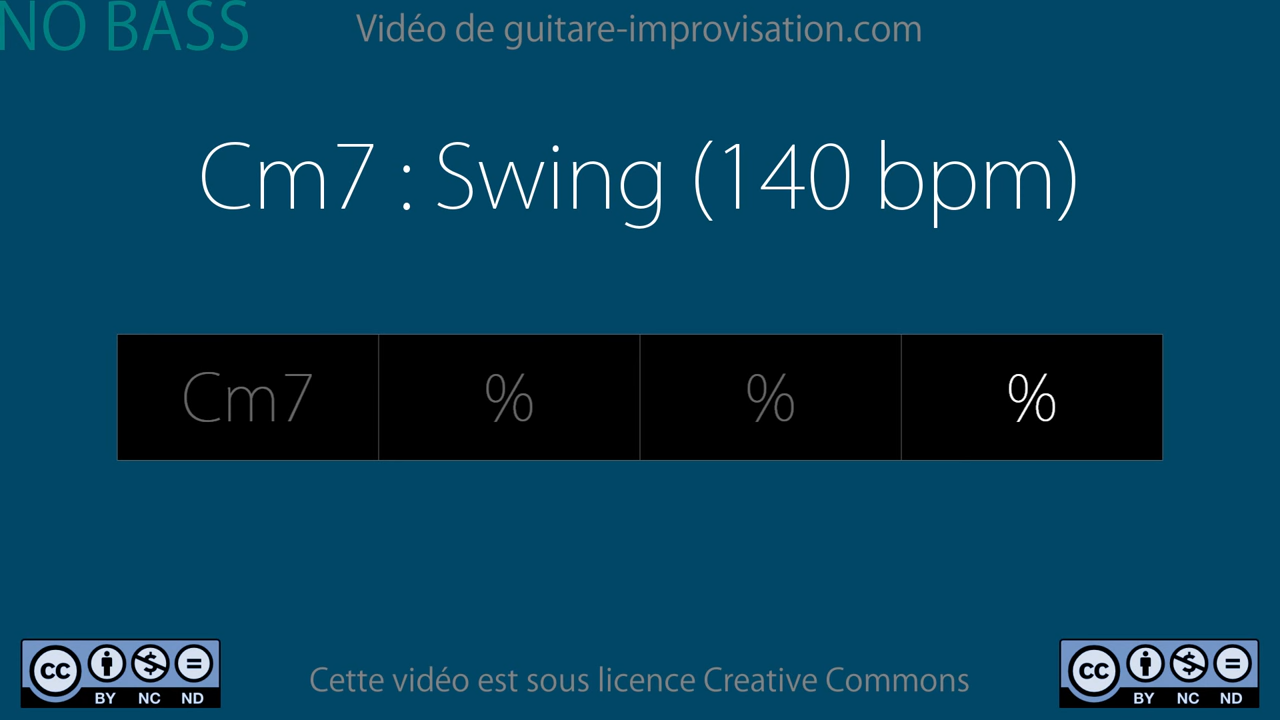 NO BASS
Vidéo de guitare-improvisation.com
Cm7 : Swing (140 bpm)
Cm7 % % %
cc BY NC ND
Cette vidéo est sous licence Creative Commons
cc BY NC ND